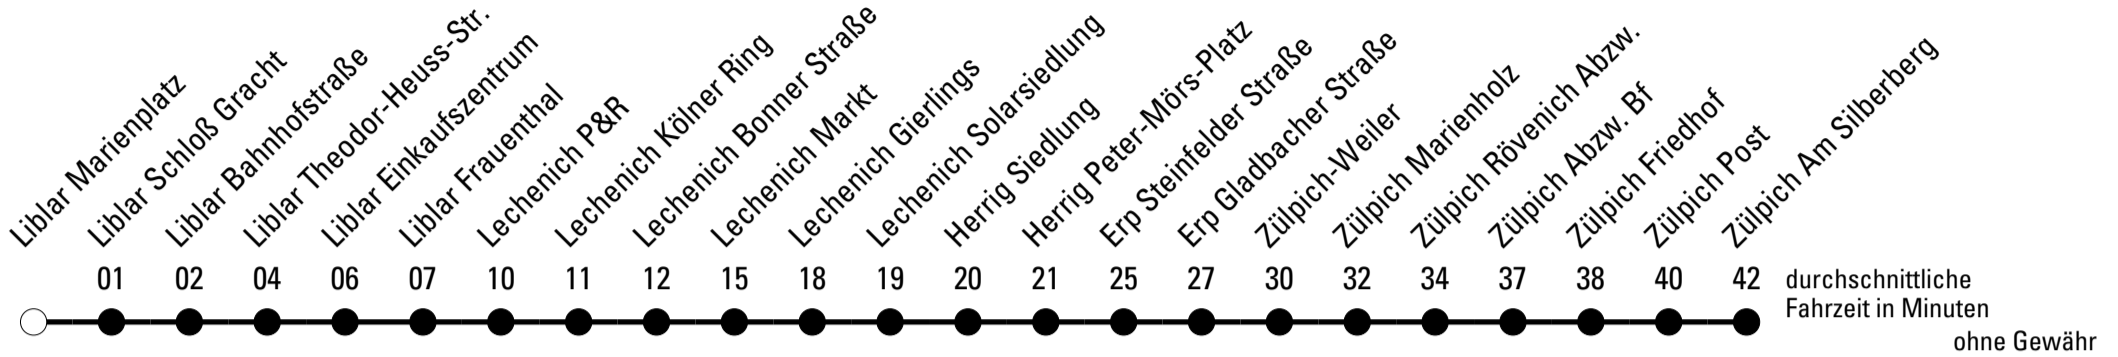 Liblar Marienplatz
Liblar Schloß Gracht
Liblar Bahnhofstraße
Liblar Theodor-Heuss-Str.
Liblar Einkaufszentrum
Liblar Frauenthal
Lechenich P&R
Lechenich Kölner Ring
Lechenich Bonner Straße
Lechenich Markt
Lechenich Gierlings
Lechenich Solarsiedlung
Herrig Siedlung
Herrig Peter-Mörs-Platz
Erp Steinfelder Straße
Erp Gladbacher Straße
Zülpich-Weiler
Zülpich Marienholz
Zülpich Rövenich Abzw.
Zülpich Abzw. Bf
Zülpich Friedhof
Zülpich Post
Zülpich Am Silberberg
01 02 04 06 07 10 11 12 15 18 19 20 21 25 27 30 32 34 37 38 40 42
durchschnittliche
Fahrzeit in Minuten
ohne Gewähr